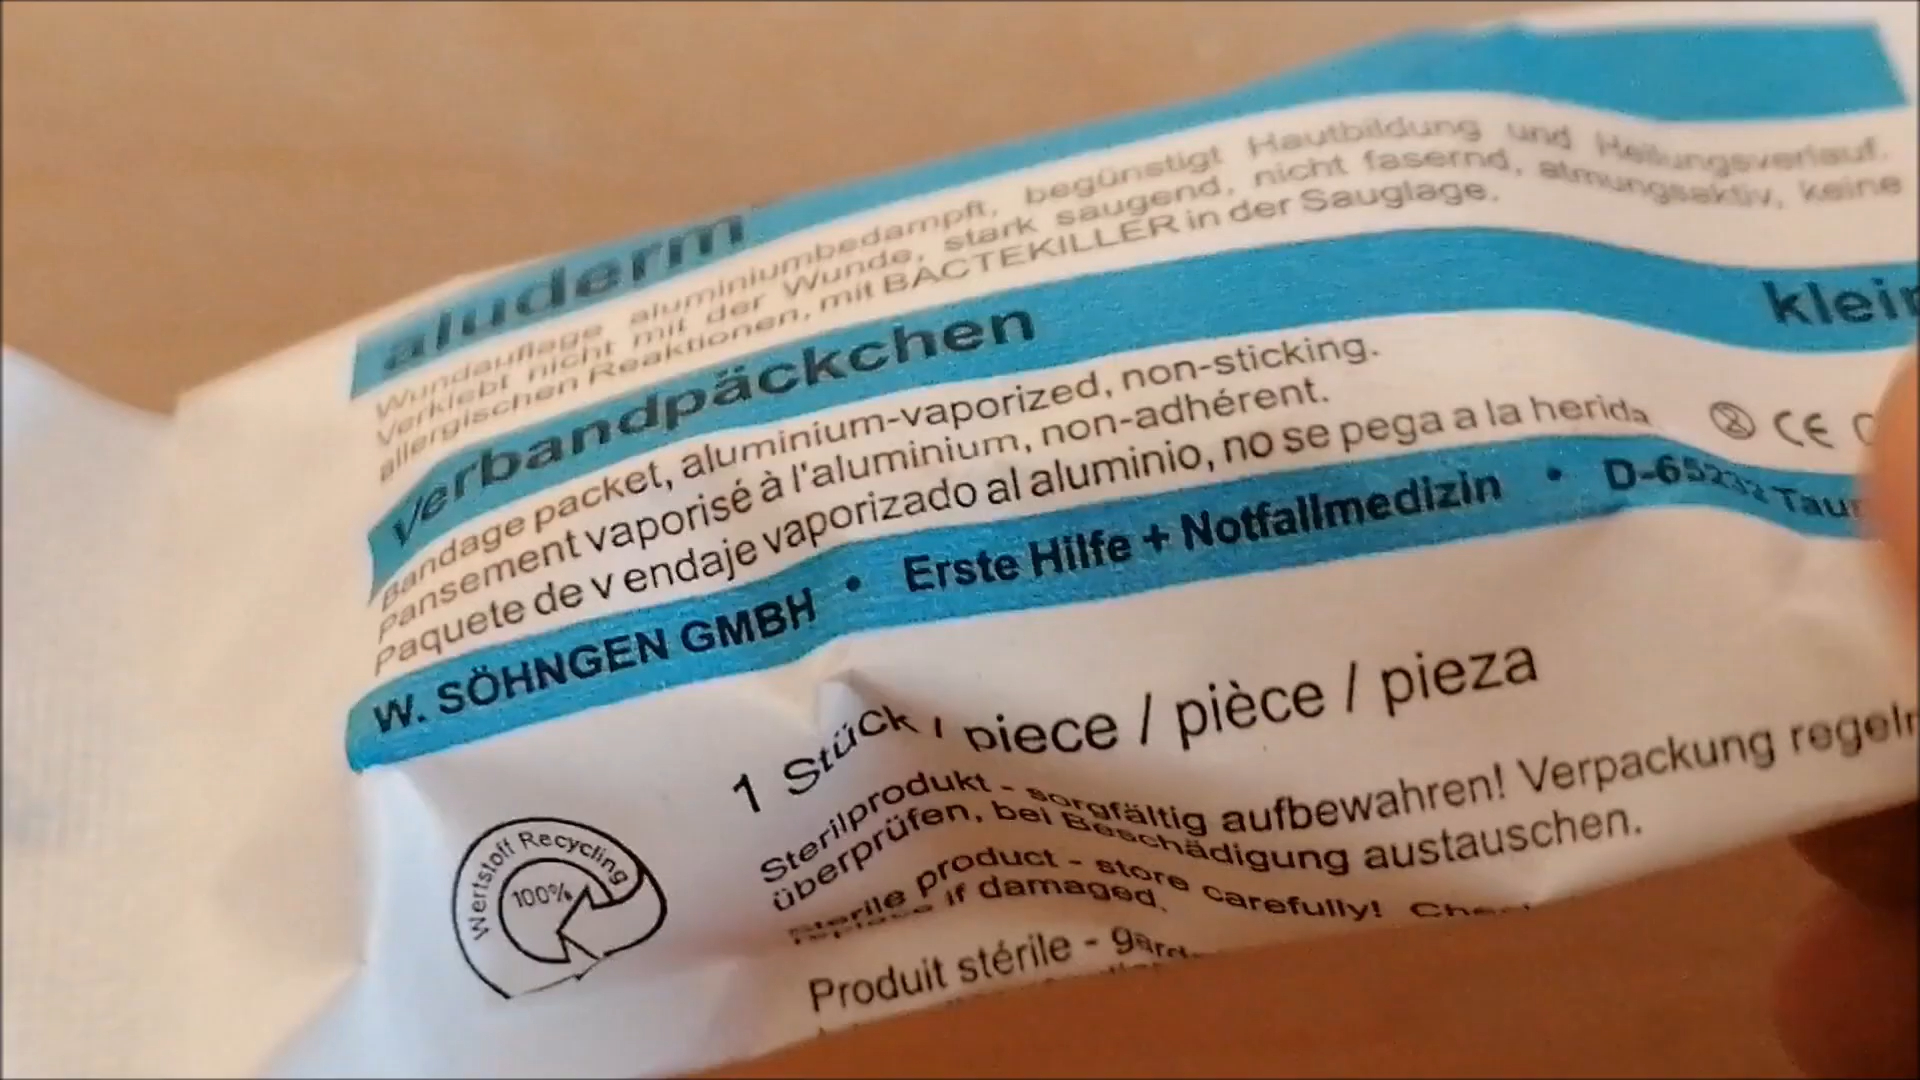 aluderm
Wundauflage aluminiumbedampft, begünstigt Hautbildung und Heilungsverlauf.
Verklebt nicht mit der Wunde, stark saugend, nicht fasernd, atmungsaktiv, keine
allergischen Reaktionen, mit BACTEKILLER in der Sauglage.
Verbandpäckchen klein
Bandage packet, aluminium-vaporized, non-sticking.
Pansement vaporisé à l'aluminium, non-adhérent.
Paquete de v endaje vaporizado al aluminio, no se pega a la herida
2 CE
W. SÖHNGEN GMBH • Erste Hilfe + Notfallmedizin • D-65232 Taun
1 Stück / piece / pièce / pieza
Wertstoff Recycling
100%
Sterilprodukt - sorgfältig aufbewahren! Verpackung regelm
überprüfen, bei Beschädigung austauschen.
Sterile product - store carefully!
replace if damaged.
Produit stérile -